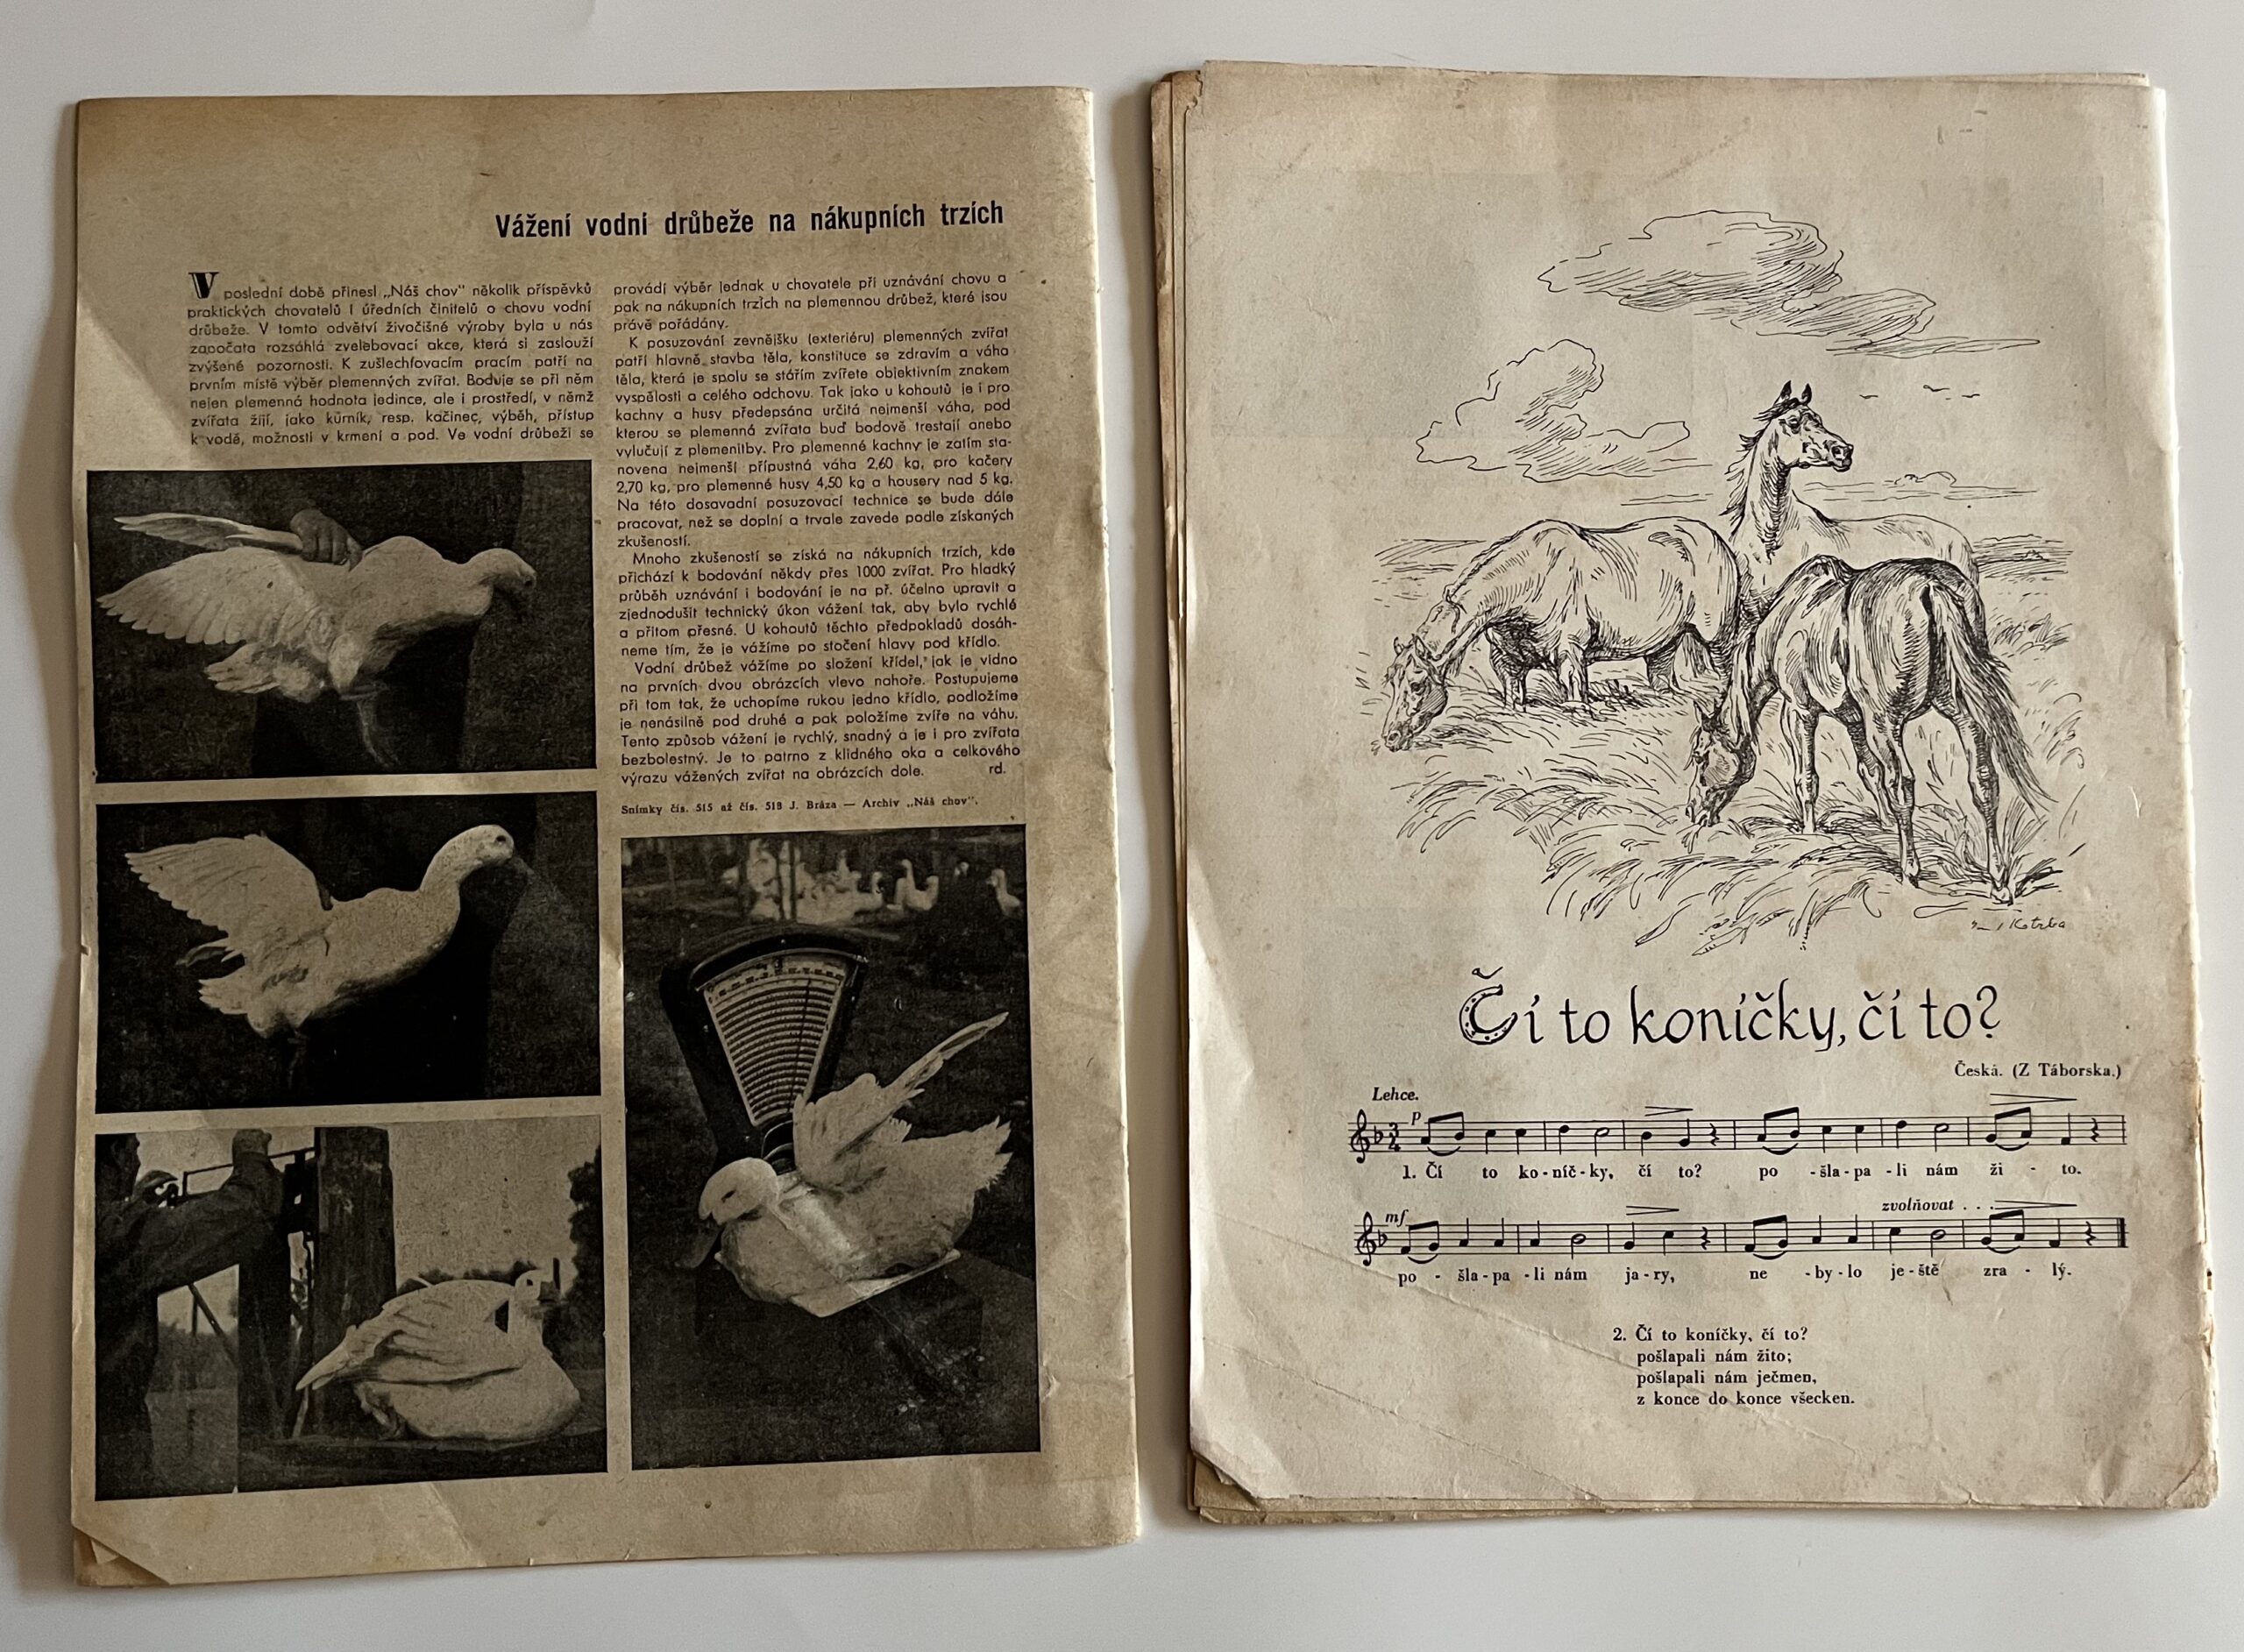 Vážení vodní drůbeže na nákupních trzích
V poslední době přinesl „Náš chov" několik příspěvků
praktických chovatelů i úředních činitelů o chovu vodní
drůbeže. V tomto odvětví živočišné výroby byla u nás
započata rozsáhlá zvelebovací akce, která si zaslouží
zvýšené pozornosti. K zušlechťovacím pracím patří na
prvním místě výběr plemenných zvířat. Boduje se při něm
nejen plemenná hodnota jedince, ale i prostředí, v němž
zvířata žijí, jako kůrník, resp. kačinec, výběh, přístup
k vodě, možnosti v krmení a pod. Ve vodní drůbeži se
provádí výběr jednak u chovatele při uznávání chovu a
pak na nákupních trzích na plemennou drůbež, které jsou
právě pořádány.
K posuzování zevnějšku (exteriéru) plemenných zvířat
patří hlavně stavba těla, konstituce se zdravím a váha
těla, která je spolu se stářím zvířete objektivním znakem
vyspělosti a celého odchovu. Tak jako u kohoutů je i pro
kachny a husy předepsána určitá nejmenší váha, pod
kterou se plemenná zvířata buď bodově trestají anebo
vylučují z plemenitby. Pro plemenné kachny je zatím sta-
novena nejmenší přípustná váha 2,60 kg, pro kačery
2,70 kg, pro plemenné husy 4,50 kg a housery nad 5 kg.
Na této dosavadní posuzovací technice se bude dále
pracovat, než se doplní a trvale zavede podle získaných
zkušeností.
Mnoho zkušeností se získá na nákupních trzích, kde
přichází k bodování někdy přes 1000 zvířat. Pro hladký
průběh uznávání i bodování je na př. účelno upravit a
zjednodušit technický úkon vážení tak, aby bylo rychlé
a přitom přesné. U kohoutů těchto předpokladů dosáh-
neme tím, že je vážíme po stočení hlavy pod křídlo.
Vodní drůbež vážíme po složení křídel, jak je vidno
na prvních dvou obrázcích vlevo nahoře. Postupujeme
při tom tak, že uchopíme rukou jedno křídlo, podložíme
je nenásilně pod druhé a pak položíme zvíře na váhu.
Tento způsob vážení je rychlý, snadný a je i pro zvířata
bezbolestný. Je to patrno z klidného oka a celkového
výrazu vážených zvířat na obrázcích dole. rd.
Snímky čís. 515 až čís. 518 J. Bráza — Archiv „Náš chov".
Kotrba
Čí to koníčky, čí to?
Česká. (Z Táborska.)
Lehce.
p
1. Čí to ko-níč-ky, čí to? po -šla-pa -li nám ži - to.
mf zvolňovat . . .
po - šla-pa -li nám ja-ry, ne -by-lo je-ště zra - lý.
2. Čí to koníčky, čí to?
pošlapali nám žito;
pošlapali nám ječmen,
z konce do konce všecken.